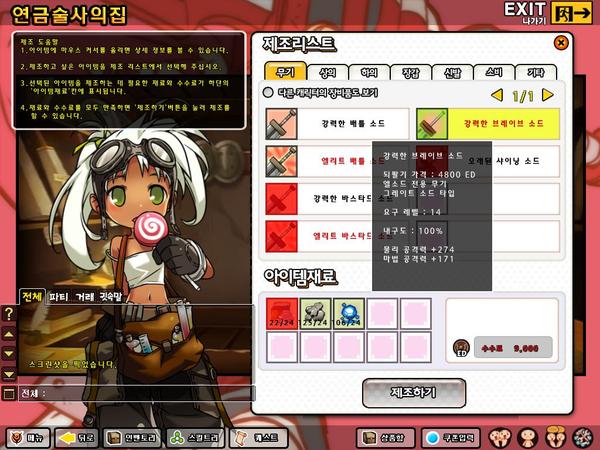 연금술사의집
EXIT
나가기
제조 도움말
1.아이템에 마우스 커서를 올리면 상세 정보를 볼 수 있습니다.
2.제조하고 싶은 아이템을 제조 리스트에서 선택해 주십시오.
3.선택된 아이템을 제조하는 데 필요한 재료와 수수료가 하단의
'아이템재료'칸에 표시됩니다.
4.재료와 수수료를 모두 만족하면 '제조하기'버튼을 눌러 제조를
할 수 있습니다.
제조리스트
무기 상의 하의 장갑 신발 소비 기타
다른 캐릭터의 장비품도 보기
1/1
강력한 배틀 소드
강력한 브레이브 소드
엘리트 배틀 소드
오래된 샤이닝 소드
강력한 바스타드
엘리트 바스타드
강력한 브레이브 소드
되팔기 가격 : 4800 ED
엘소드 전용 무기
그레이트 소드 타입
요구 레벨 : 14
내구도 : 100%
물리 공격력 +274
마법 공격력 +171
아이템재료
22/24 125/24 106/24
ED
수수료 9,000
제조하기
전체 파티 거래 귓속말
?
스크린샷을 찍었습니다.
전체 :
메뉴 뒤로 인벤토리 스킬트리 퀘스트 상품함 쿠폰입력